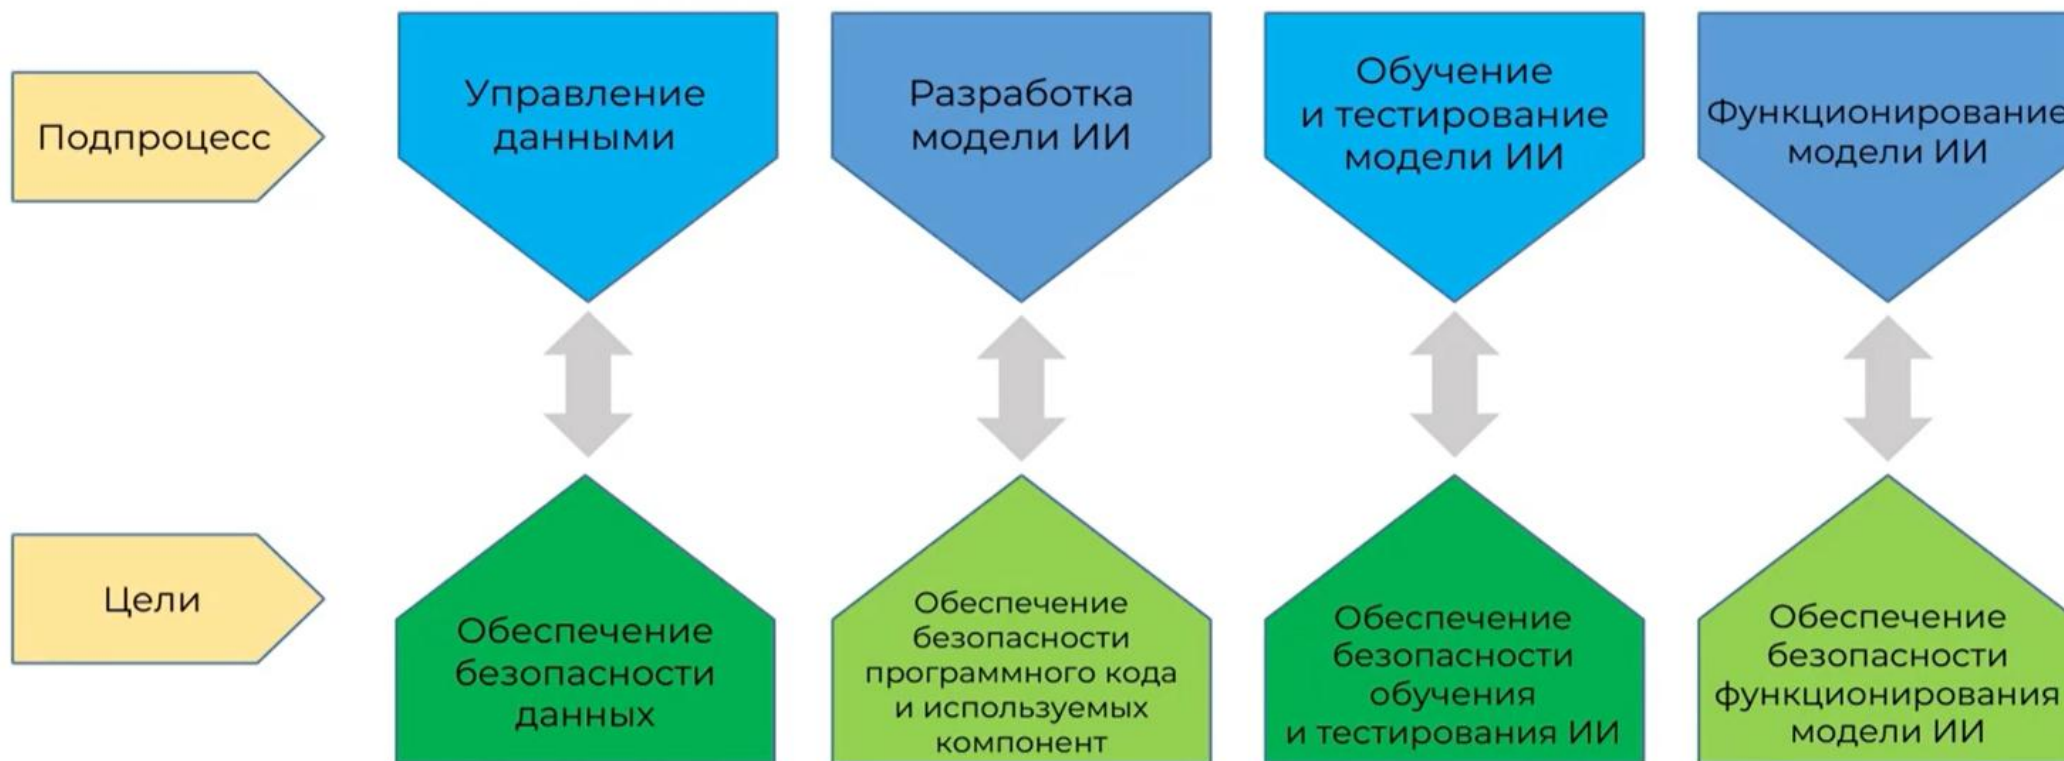 Подпроцесс
Управление
данными
Разработка
модели ИИ
Обучение
и тестирование
модели ИИ
Функционирование
модели ИИ
Цели
Обеспечение
безопасности
данных
Обеспечение
безопасности
программного кода
и используемых
компонент
Обеспечение
безопасности
обучения
и тестирования ИИ
Обеспечение
безопасности
функционирования
модели ИИ